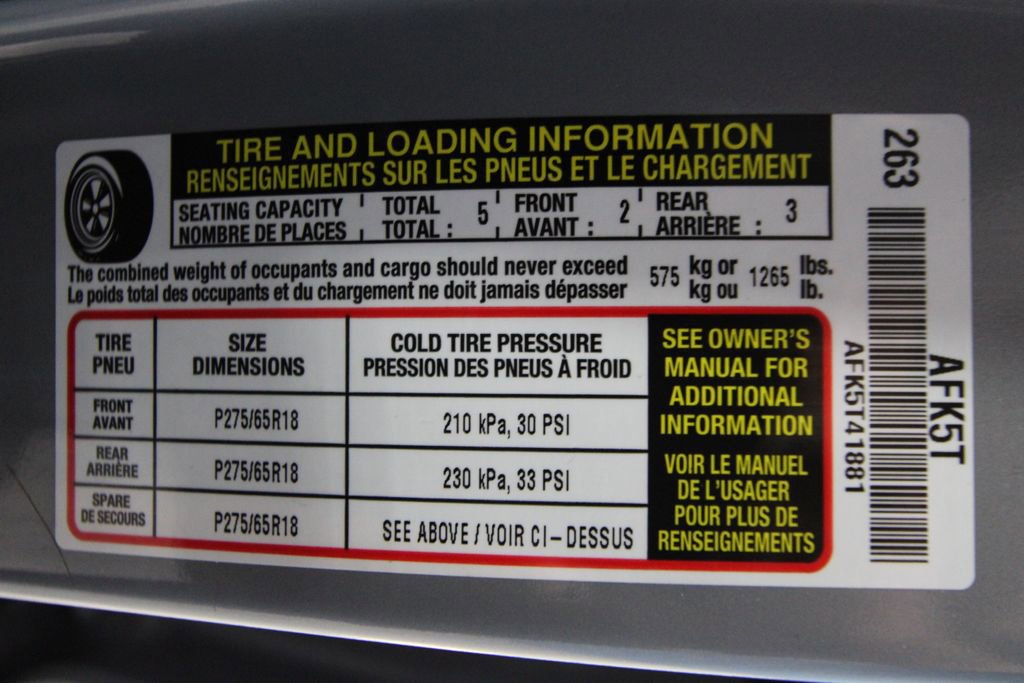 TIRE AND LOADING INFORMATION
RENSEIGNEMENTS SUR LES PNEUS ET LE CHARGEMENT
SEATING CAPACITY TOTAL 5 FRONT 2 REAR 3
NOMBRE DE PLACES TOTAL : AVANT : ARRIÈRE :
The combined weight of occupants and cargo should never exceed 575 kg or 1265 lbs.
Le poids total des occupants et du chargement ne doit jamais dépasser kg ou lb.
TIRE
PNEU
SIZE
DIMENSIONS
COLD TIRE PRESSURE
PRESSION DES PNEUS À FROID
FRONT
AVANT
P275/65R18
210 kPa, 30 PSI
REAR
ARRIÈRE
P275/65R18
230 kPa, 33 PSI
SPARE
DE SECOURS
P275/65R18
SEE ABOVE / VOIR CI-DESSUS
SEE OWNER'S
MANUAL FOR
ADDITIONAL
INFORMATION
VOIR LE MANUEL
DE L'USAGER
POUR PLUS DE
RENSEIGNEMENTS
263
AFK5T
AFK5T41881